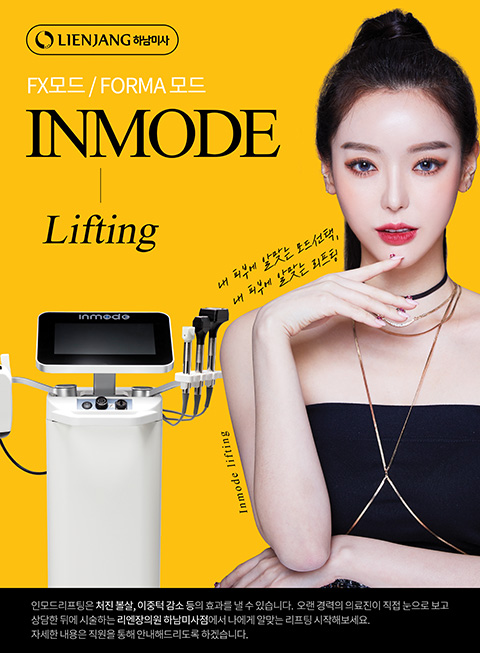 LIENJANG 하남미사
FX모드 / FORMA 모드
INMODE
Lifting
내 피부에 알맞는 모드선택,
내 피부에 알맞는 리프팅
inmode
Inmode lifting
인모드리프팅은 처진 볼살, 이중턱 감소 등의 효과를 낼 수 있습니다. 오랜 경력의 의료진이 직접 눈으로 보고
상담한 뒤에 시술하는 리엔장의원 하남미사점에서 나에게 알맞는 리프팅 시작해보세요.
자세한 내용은 직원을 통해 안내해드리도록 하겠습니다.